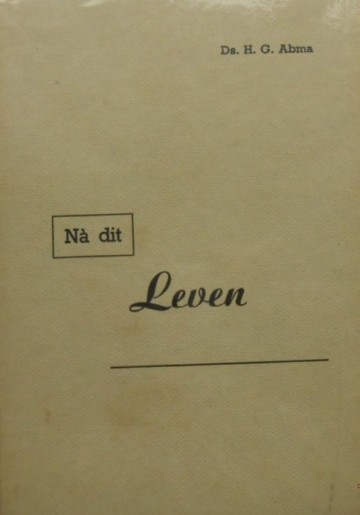 Ds. H. G. Abma
Nà dit
Leven